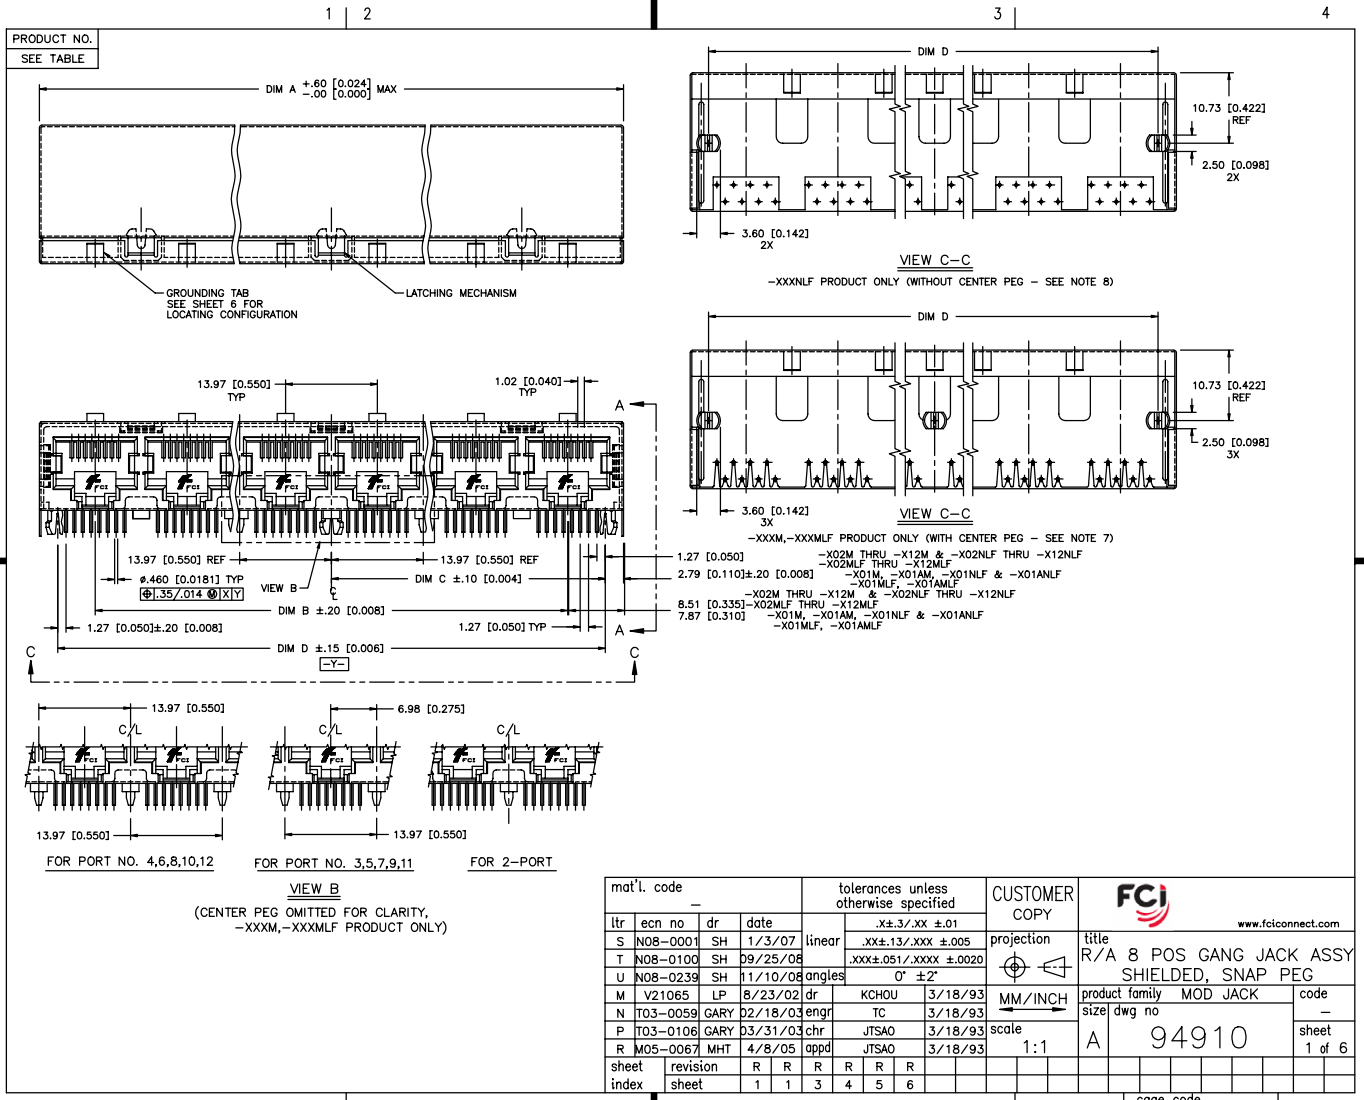 1 2 3 4
PRODUCT NO.
SEE TABLE
DIM A +.60 [0.024] MAX
-.00 [0.000]
GROUNDING TAB
SEE SHEET 6 FOR
LOCATING CONFIGURATION
LATCHING MECHANISM
DIM D
10.73 [0.422]
REF
2.50 [0.098]
2X
3.60 [0.142]
2X
VIEW C-C
-XXXNLF PRODUCT ONLY (WITHOUT CENTER PEG - SEE NOTE 8)
DIM D
10.73 [0.422]
REF
2.50 [0.098]
3X
3.60 [0.142]
3X
VIEW C-C
-XXXM,-XXXMLF PRODUCT ONLY (WITH CENTER PEG - SEE NOTE 7)
13.97 [0.550]
TYP
1.02 [0.040]
TYP
A
FCI FCI FCI FCI FCI FCI
13.97 [0.550] REF
13.97 [0.550] REF
1.27 [0.050] -X02M THRU -X12M & -X02NLF THRU -X12NLF
-X02MLF THRU -X12MLF
2.79 [0.110]±.20 [0.008] -X01M, -X01AM, -X01NLF & -X01ANLF
-X01MLF, -X01AMLF
-X02M THRU -X12M & -X02NLF THRU -X12NLF
8.51 [0.335]-X02MLF THRU -X12MLF
7.87 [0.310] -X01M, -X01AM, -X01NLF & -X01ANLF
-X01MLF, -X01AMLF
ø.460 [0.0181] TYP
⌖ .35/.014 Ⓜ X Y
VIEW B
C L
DIM C ±.10 [0.004]
DIM B ±.20 [0.008]
1.27 [0.050]±.20 [0.008]
1.27 [0.050] TYP
A
DIM D ±.15 [0.006]
-Y-
C C
13.97 [0.550]
C/L
6.98 [0.275]
C/L
FCI FCI FCI FCI FCI
13.97 [0.550]
13.97 [0.550]
FOR PORT NO. 4,6,8,10,12
FOR PORT NO. 3,5,7,9,11
FOR 2-PORT
VIEW B
(CENTER PEG OMITTED FOR CLARITY,
-XXXM,-XXXMLF PRODUCT ONLY)
mat'l. code
-
tolerances unless
otherwise specified
CUSTOMER
COPY
FCi
www.fciconnect.com
ltr ecn no dr date
S N08-0001 SH 1/3/07
T N08-0100 SH 09/25/08
U N08-0239 SH 11/10/08
M V21065 LP 8/23/02
N T03-0059 GARY 02/18/03
P T03-0106 GARY 03/31/03
R M05-0067 MHT 4/8/05
linear
.X±.3/.XX ±.01
.XX±.13/.XXX ±.005
.XXX±.051/.XXXX ±.0020
angles 0° ±2°
dr KCHOU 3/18/93
engr TC 3/18/93
chr JTSAO 3/18/93
appd JTSAO 3/18/93
projection
MM/INCH
scale
1:1
title
R/A 8 POS GANG JACK ASSY
SHIELDED, SNAP PEG
product family MOD JACK
code
-
size
A
dwg no
94910
sheet
1 of 6
sheet index
revision R R R R R R
sheet 1 1 3 4 5 6
cage code